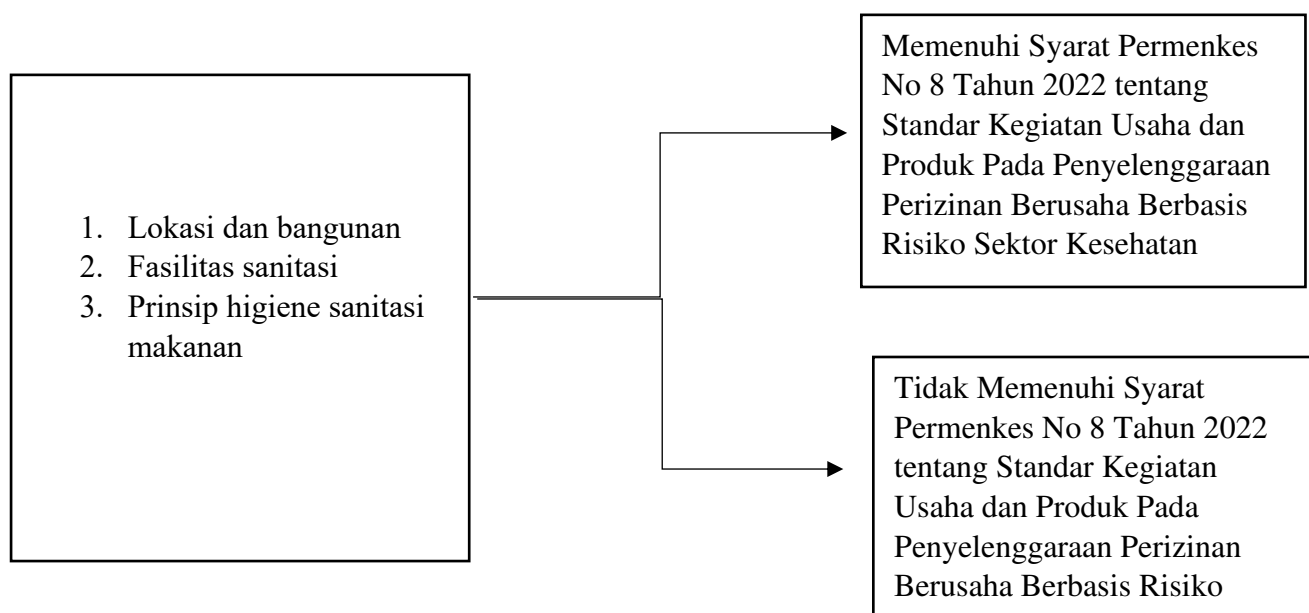 1. Lokasi dan bangunan
2. Fasilitas sanitasi
3. Prinsip higiene sanitasi
makanan
Memenuhi Syarat Permenkes
No 8 Tahun 2022 tentang
Standar Kegiatan Usaha dan
Produk Pada Penyelenggaraan
Perizinan Berusaha Berbasis
Risiko Sektor Kesehatan
Tidak Memenuhi Syarat
Permenkes No 8 Tahun 2022
tentang Standar Kegiatan
Usaha dan Produk Pada
Penyelenggaraan Perizinan
Berusaha Berbasis Risiko